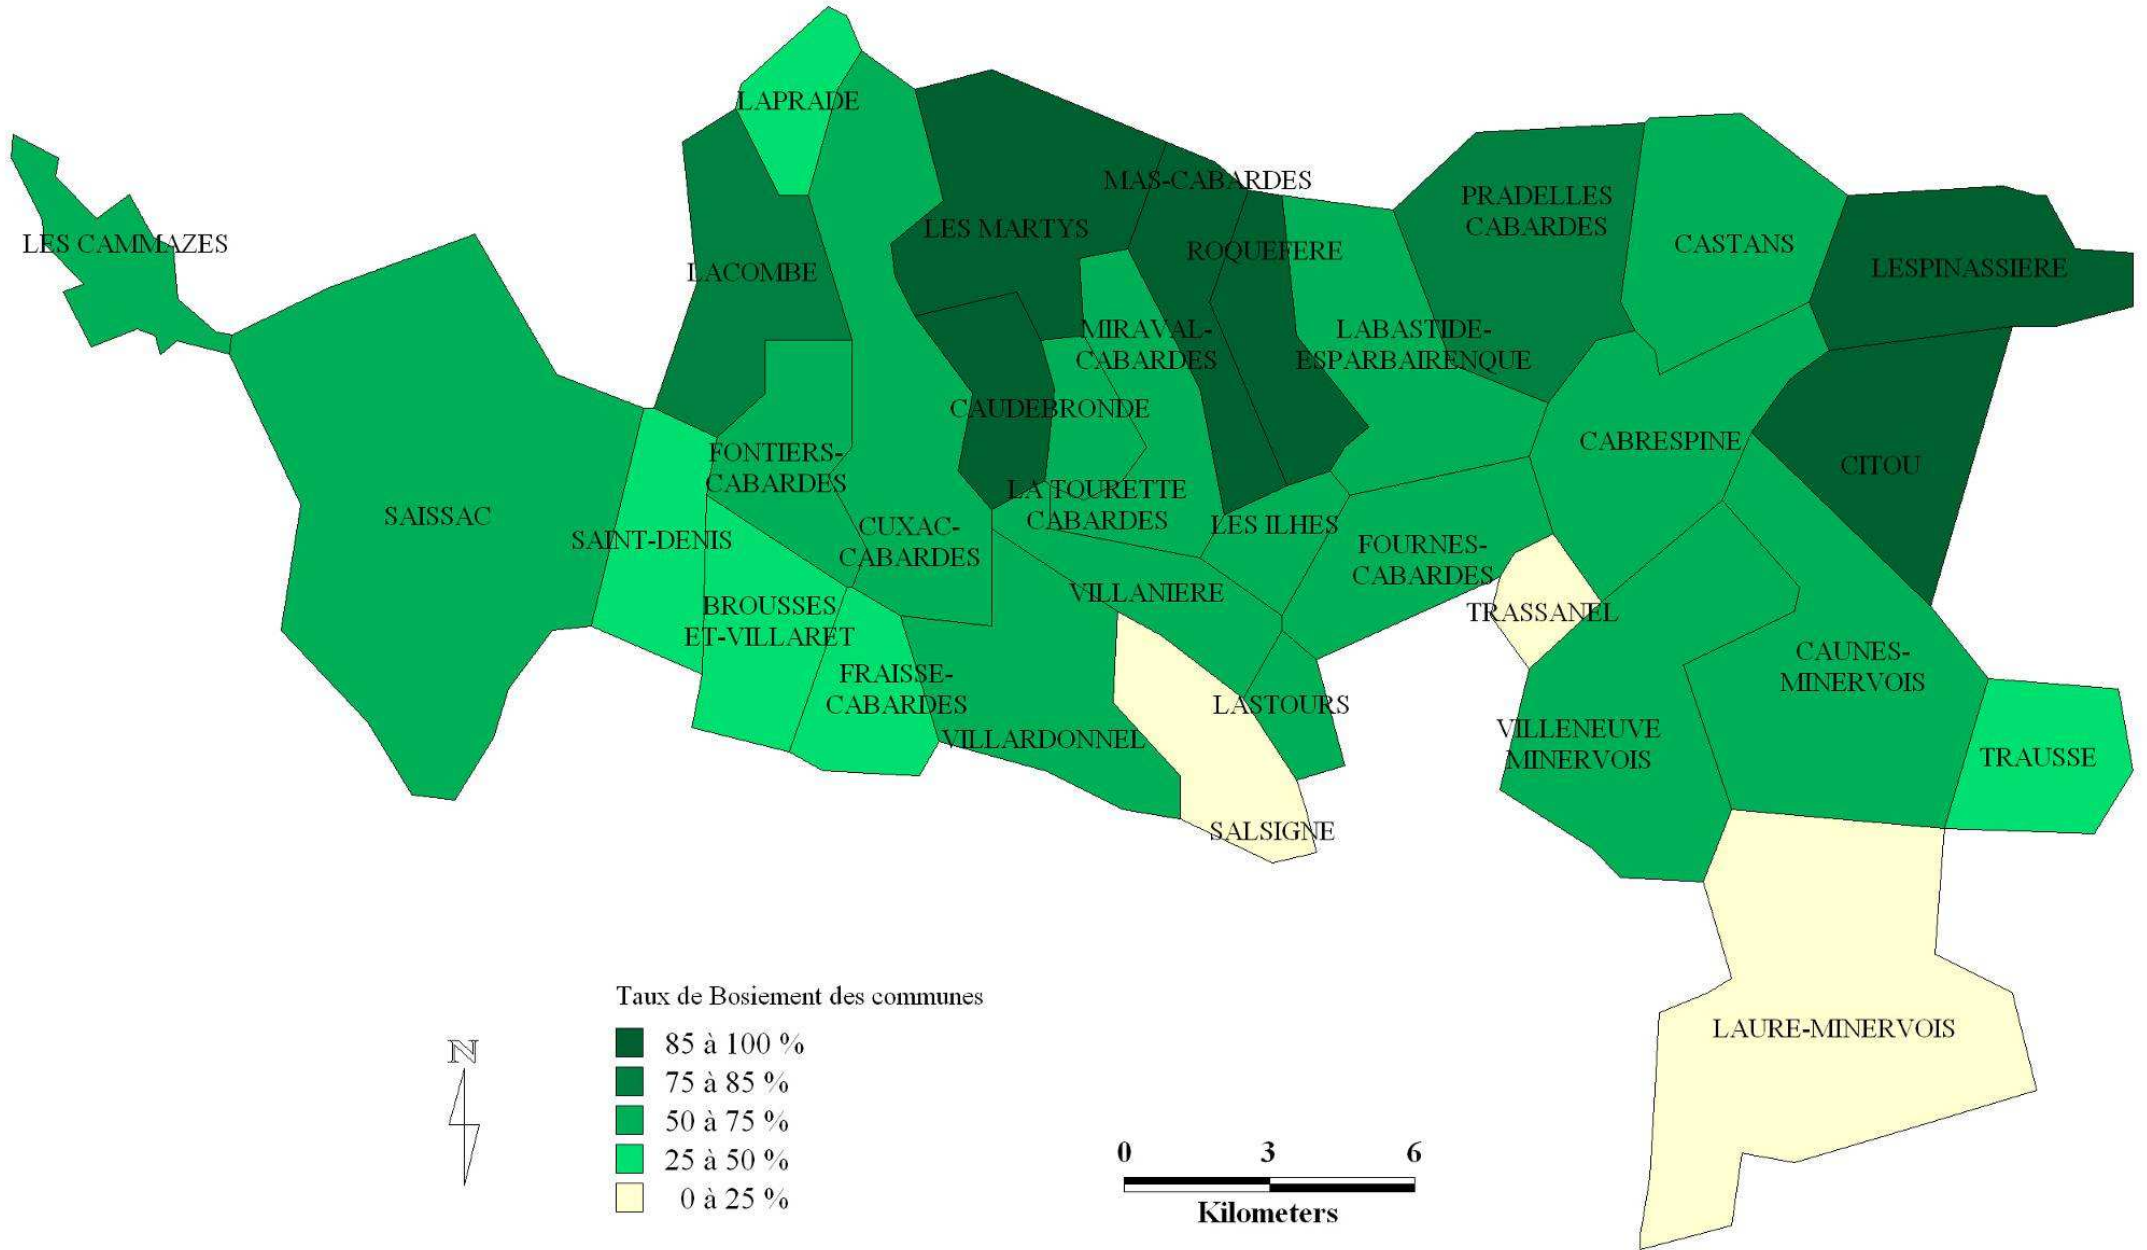 LAPRADE
MAS-CABARDES
PRADELLES
CABARDES
LES MARTYS
LES CAMMAZES
CASTANS
ROQUEFERE
LESPINASSIERE
LACOMBE
MIRAVAL-
CABARDES
LABASTIDE-
ESPARBAIRENQUE
CAUDEBRONDE
CABRESPINE
FONTIERS-
CABARDES
CITOU
LA TOURETTE
CABARDES
SAISSAC
LES ILHES
CUXAC-
CABARDES
SAINT-DENIS
FOURNES-
CABARDES
VILLANIERE
BROUSSES
ET-VILLARET
TRASSANEL
CAUNES-
MINERVOIS
FRAISSE-
CABARDES
LASTOURS
VILLENEUVE
MINERVOIS
VILLARDONNEL
TRAUSSE
SALSIGNE
LAURE-MINERVOIS
Taux de Bosiement des communes
85 à 100 %
75 à 85 %
50 à 75 %
25 à 50 %
0 à 25 %
N
0 3 6
Kilometers